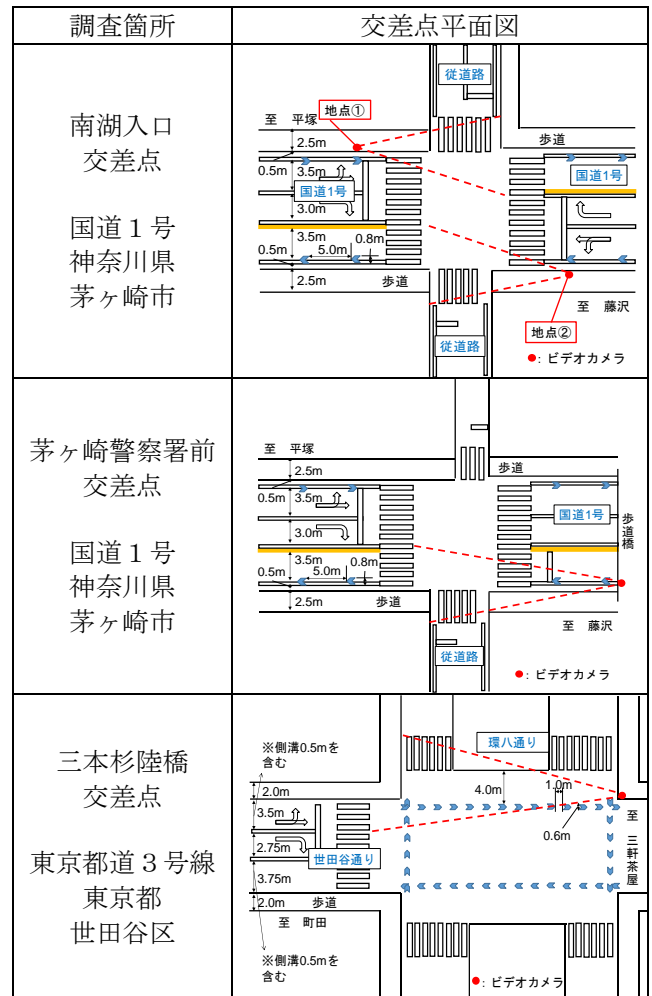 調査箇所
交差点平面図
南湖入口
交差点
国道１号
神奈川県
茅ヶ崎市
従道路
地点①
至 平塚
歩道
2.5m
0.5m
3.5m
国道1号
国道1号
3.0m
3.5m
0.8m
0.5m
5.0m
2.5m
歩道
至 藤沢
地点②
従道路
●: ビデオカメラ
茅ヶ崎警察署前
交差点
国道１号
神奈川県
茅ヶ崎市
至 平塚
歩道
2.5m
0.5m
3.5m
国道1号
歩道橋
3.0m
3.5m
0.8m
0.5m
5.0m
2.5m
歩道
至 藤沢
従道路
●: ビデオカメラ
三本杉陸橋
交差点
東京都道３号線
東京都
世田谷区
※側溝0.5mを
含む
環八通り
2.0m
4.0m
1.0m
3.5m
0.6m
至 三軒茶屋
2.75m
世田谷通り
3.75m
2.0m
歩道
至 町田
※側溝0.5mを
含む
●: ビデオカメラ